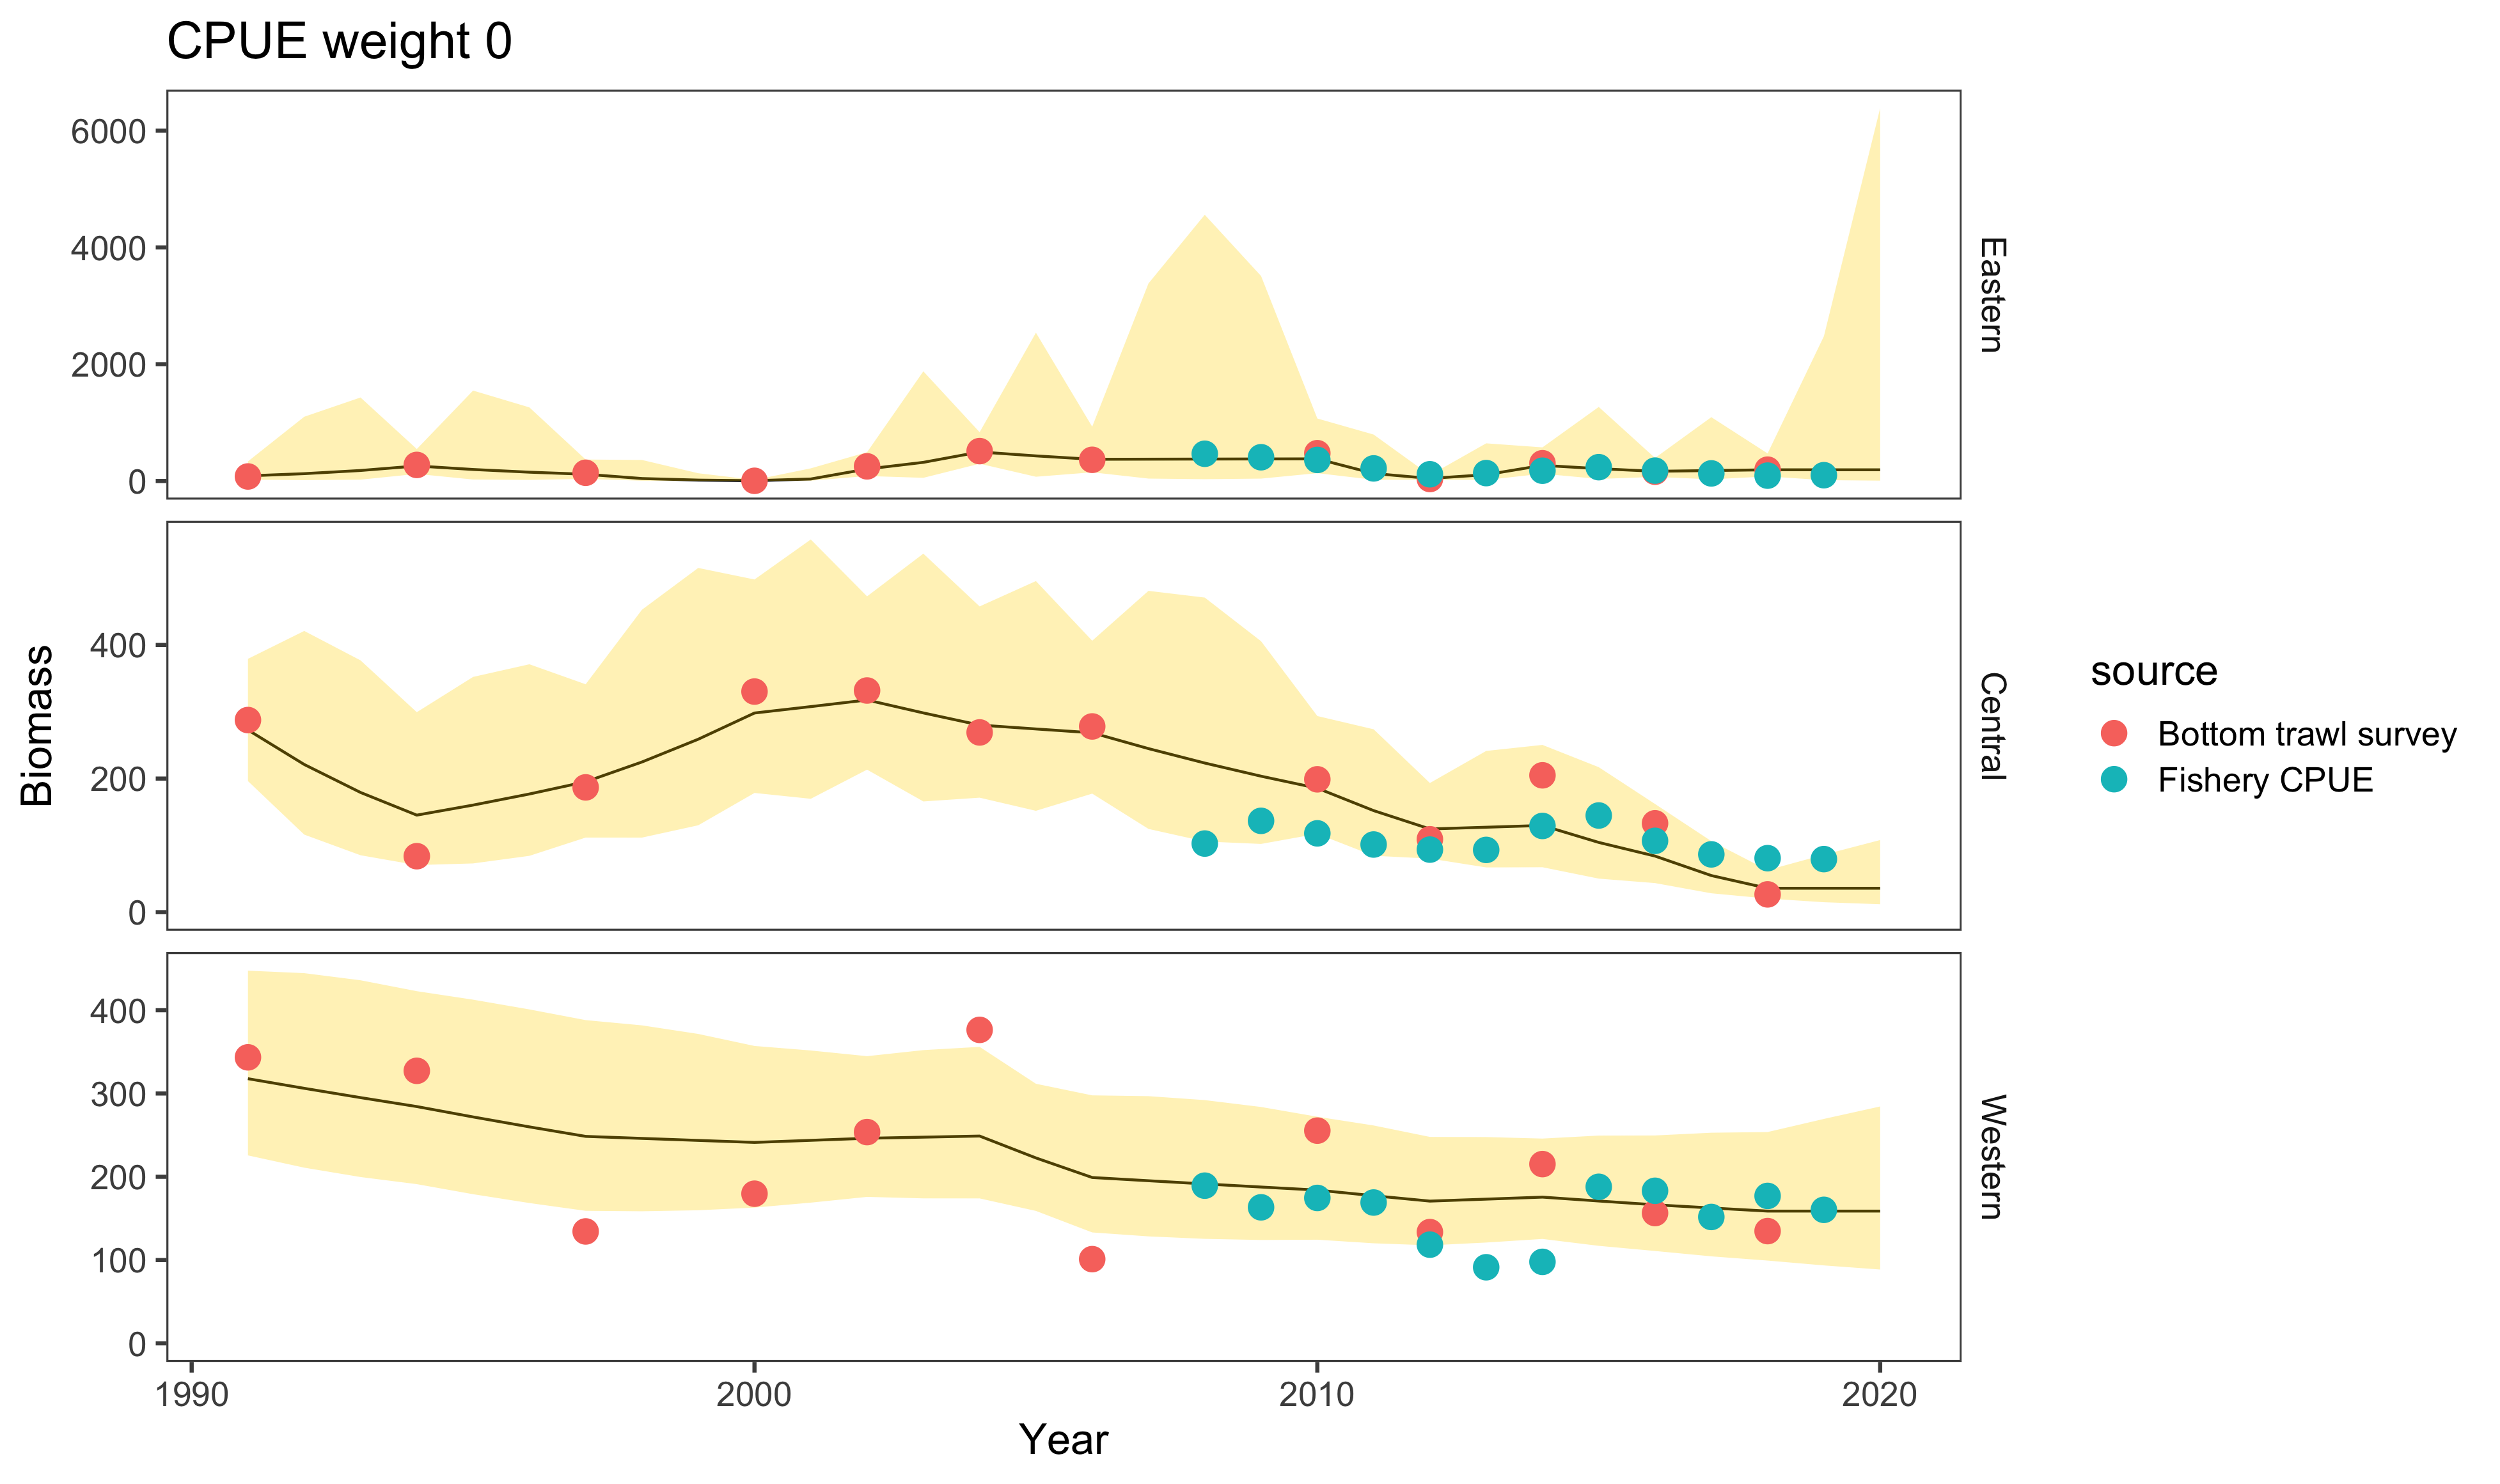 CPUE weight 0
6000
4000
2000
0
Eastern
400
200
0
Central
400
300
200
100
0
Western
Biomass
1990 2000 2010 2020
Year
source
Bottom trawl survey
Fishery CPUE